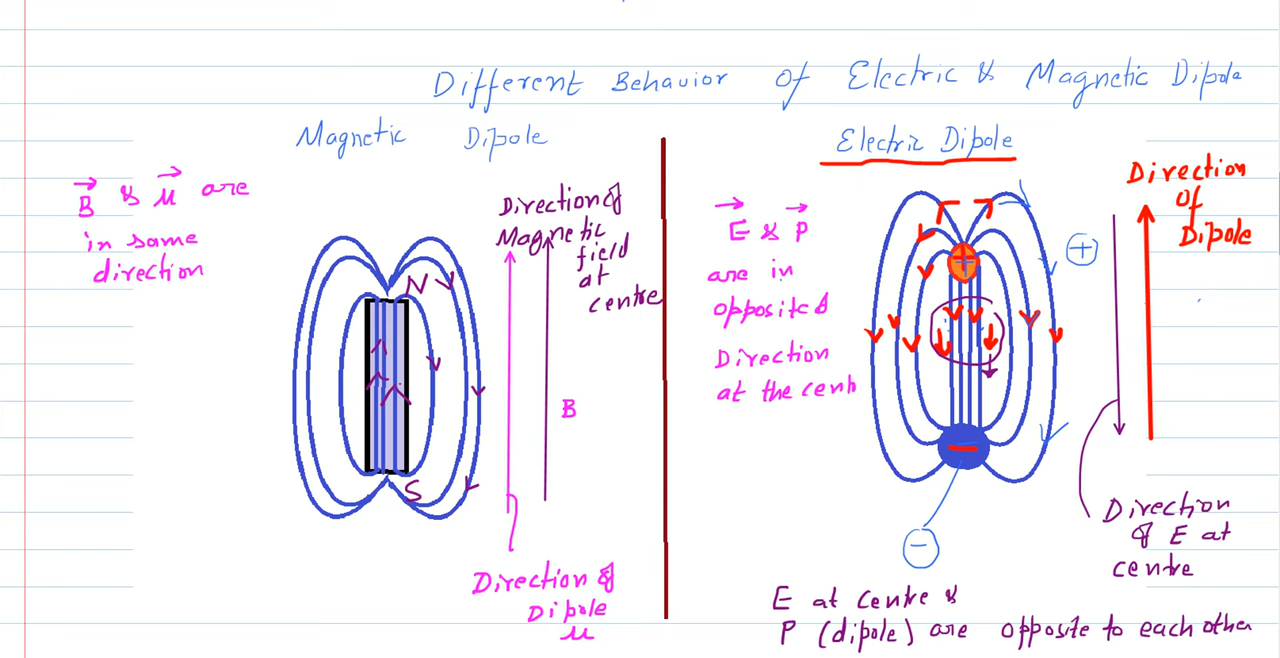 Different Behavior Of Electric & Magnetic Dipole
Magnetic Dipole
B & μ are
in same
direction
Direction of
Magnetic
field
at
centre
N
S
B
Direction of
Dipole
μ
Electric Dipole
E & P
are in
opposite
Direction
at the cent
+
+
−
−
Direction
Of
Dipole
Direction
of E at
centre
E at centre &
P (dipole) are opposite to each other